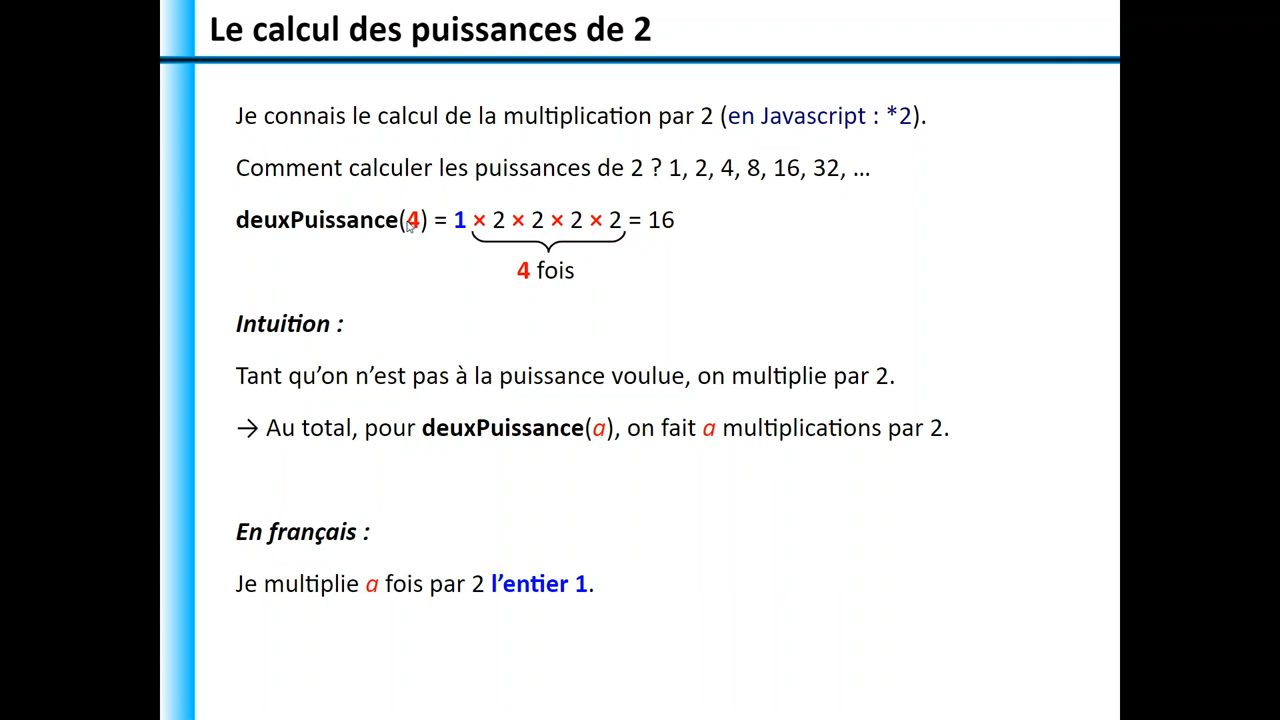 Le calcul des puissances de 2
Je connais le calcul de la multiplication par 2 (en Javascript : *2).
Comment calculer les puissances de 2 ? 1, 2, 4, 8, 16, 32, ...
deuxPuissance(4) = 1 × 2 × 2 × 2 × 2 = 16
4 fois
Intuition :
Tant qu’on n’est pas à la puissance voulue, on multiplie par 2.
→ Au total, pour deuxPuissance(a), on fait a multiplications par 2.
En français :
Je multiplie a fois par 2 l’entier 1.